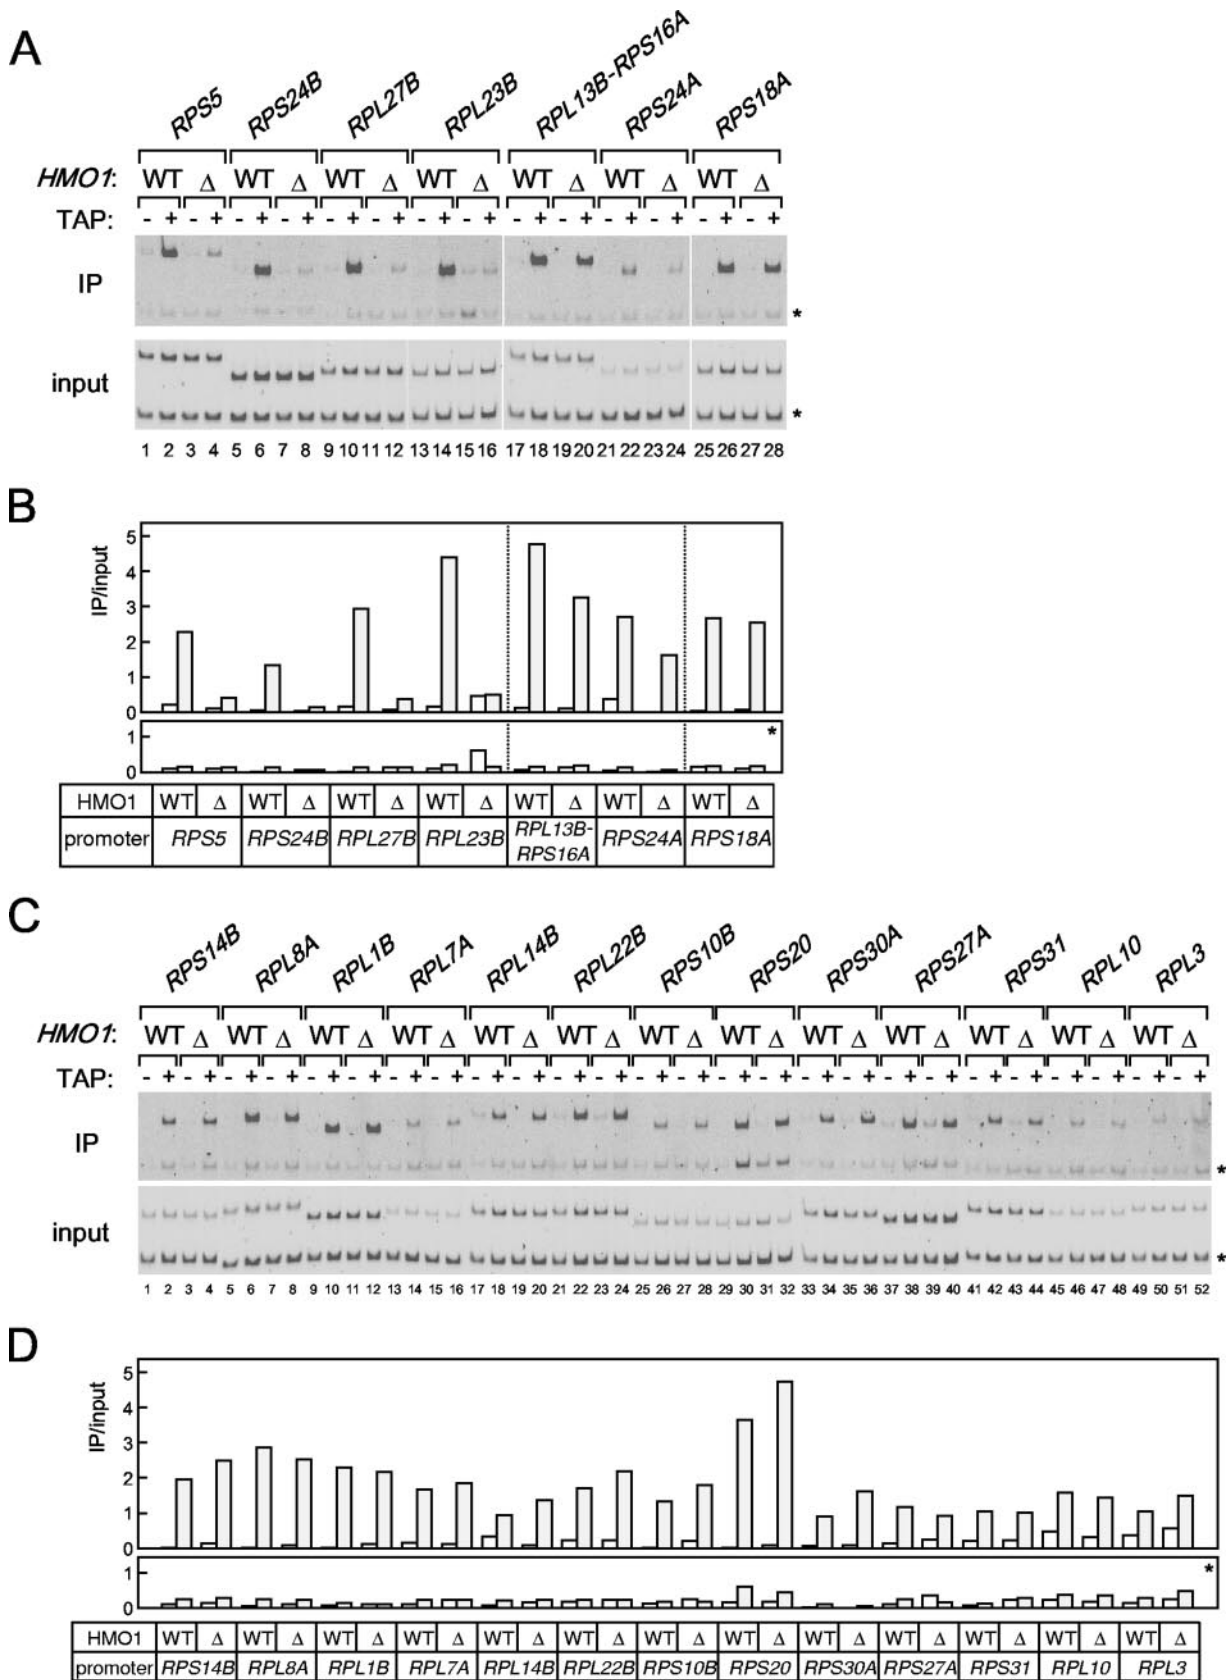 A
RPS5 RPS24B RPL27B RPL23B RPL13B-RPS16A RPS24A RPS18A
HMO1: WT Δ WT Δ WT Δ WT Δ WT Δ WT Δ WT Δ
TAP: - + - + - + - + - + - + - + - + - + - + - + - + - + - +
IP
*
input
*
1 2 3 4 5 6 7 8 9 10 11 12 13 14 15 16 17 18 19 20 21 22 23 24 25 26 27 28
B
IP/input
5
4
3
2
1
0
1
*
0
HMO1 WT Δ WT Δ WT Δ WT Δ WT Δ WT Δ WT Δ
promoter RPS5 RPS24B RPL27B RPL23B RPL13B-RPS16A RPS24A RPS18A
C
RPS14B RPL8A RPL1B RPL7A RPL14B RPL22B RPS10B RPS20 RPS30A RPS27A RPS31 RPL10 RPL3
HMO1: WT Δ WT Δ WT Δ WT Δ WT Δ WT Δ WT Δ WT Δ WT Δ WT Δ WT Δ WT Δ WT Δ
TAP: - + - + - + - + - + - + - + - + - + - + - + - + - + - + - + - + - + - + - + - + - + - + - + - + - + - +
IP
*
input
*
1 2 3 4 5 6 7 8 9 10 11 12 13 14 15 16 17 18 19 20 21 22 23 24 25 26 27 28 29 30 31 32 33 34 35 36 37 38 39 40 41 42 43 44 45 46 47 48 49 50 51 52
D
IP/input
5
4
3
2
1
0
1
*
0
HMO1 WT Δ WT Δ WT Δ WT Δ WT Δ WT Δ WT Δ WT Δ WT Δ WT Δ WT Δ WT Δ WT Δ
promoter RPS14B RPL8A RPL1B RPL7A RPL14B RPL22B RPS10B RPS20 RPS30A RPS27A RPS31 RPL10 RPL3